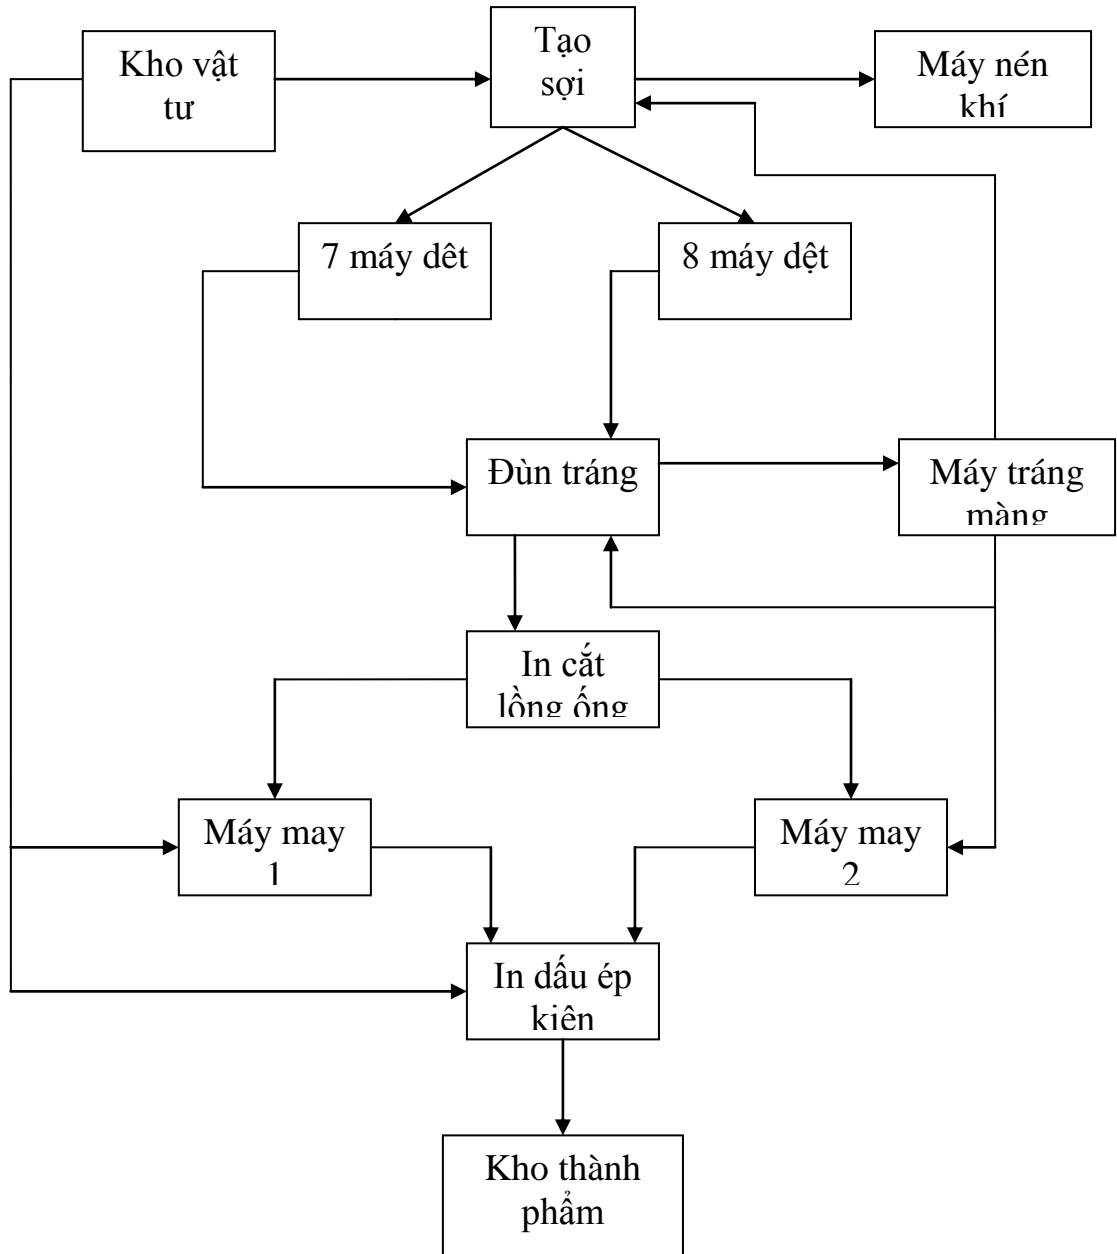 Kho vật
tư
Tạo
sợi
Máy nén
khí
7 máy dêt
8 máy dệt
Đùn tráng
Máy tráng
màng
In cắt
lồng ống
Máy may
1
Máy may
2
In dấu ép
kiện
Kho thành
phẩm